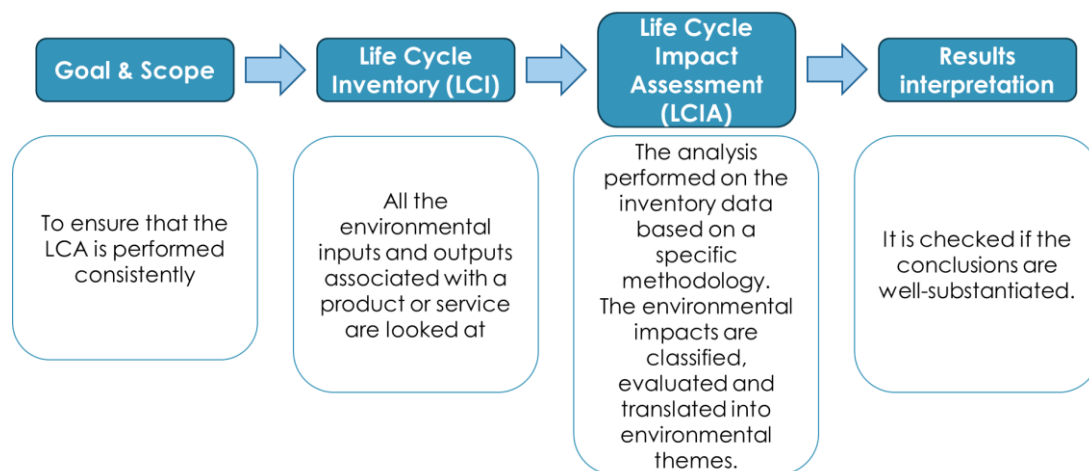 Goal & Scope
Life Cycle
Inventory (LCI)
Life Cycle
Impact
Assessment
(LCIA)
Results
interpretation
To ensure that the
LCA is performed
consistently
All the
environmental
inputs and outputs
associated with a
product or service
are looked at
The analysis
performed on the
inventory data
based on a
specific
methodology.
The environmental
impacts are
classified,
evaluated and
translated into
environmental
themes.
It is checked if the
conclusions are
well-substantiated.